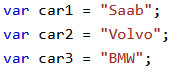 var car1 = "Saab";
var car2 = "Volvo";
var car3 = "BMW";